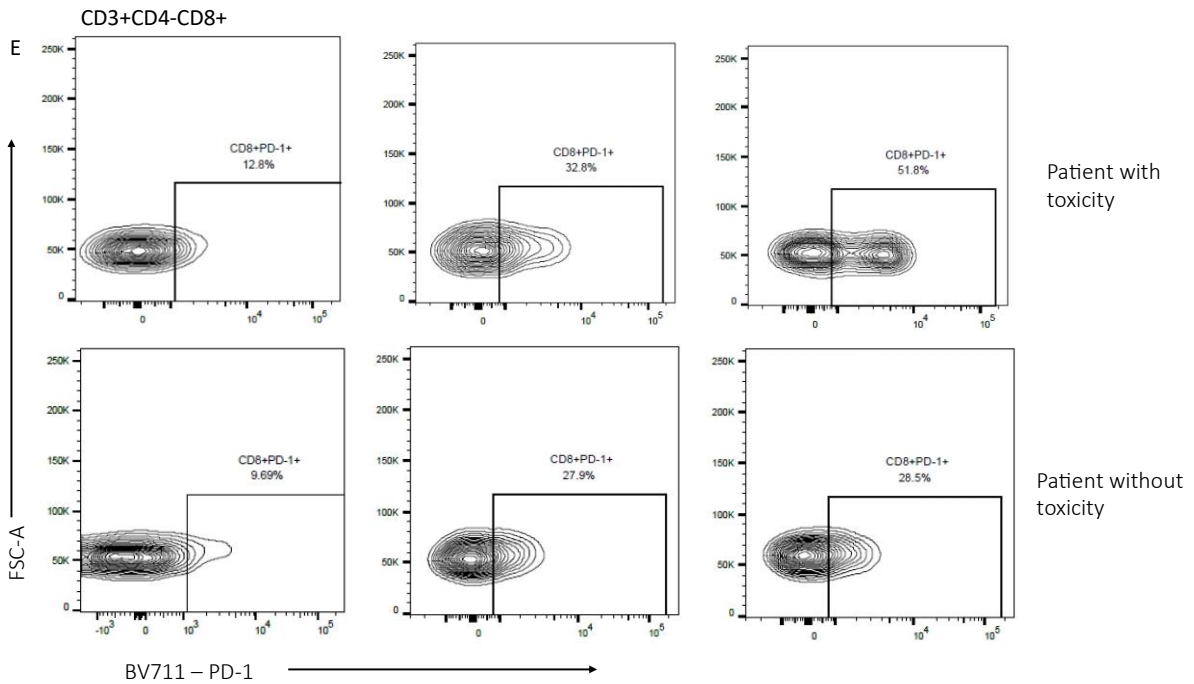 CD3+CD4-CD8+
E
250K
200K
150K
100K
50K
0
CD8+PD-1+
12.8%
0
10^4
10^5
250K
200K
150K
100K
50K
0
CD8+PD-1+
32.8%
0
10^4
10^5
250K
200K
150K
100K
50K
0
CD8+PD-1+
51.8%
0
10^4
10^5
Patient with
toxicity
250K
200K
150K
100K
50K
0
CD8+PD-1+
9.69%
-10^3
0
10^3
10^4
10^5
250K
200K
150K
100K
50K
0
CD8+PD-1+
27.9%
0
10^4
10^5
250K
200K
150K
100K
50K
0
CD8+PD-1+
28.5%
0
10^4
10^5
Patient without
toxicity
FSC-A
BV711 – PD-1